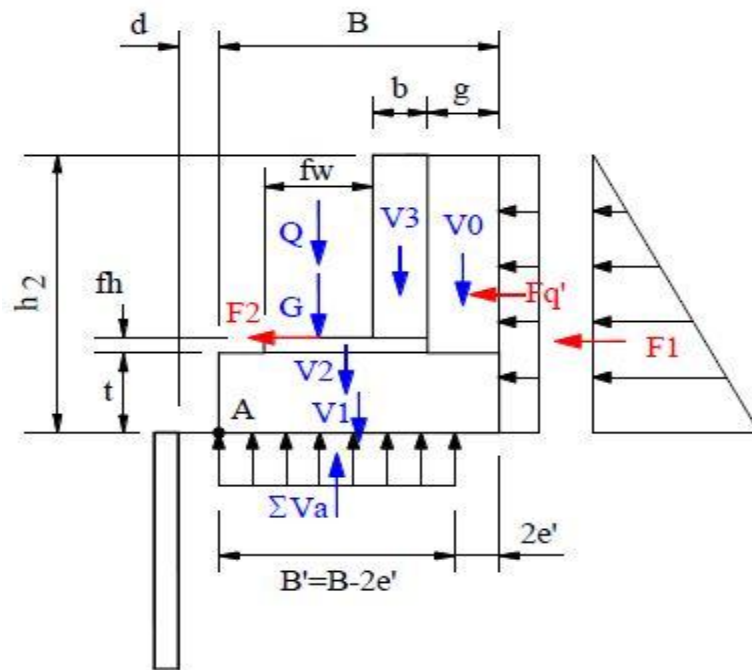 d
B
b
g
fw
V3
V0
Q
h2
fh
G
F2
Fq'
F1
t
V2
A
V1
ΣVa
2e'
B'=B-2e'